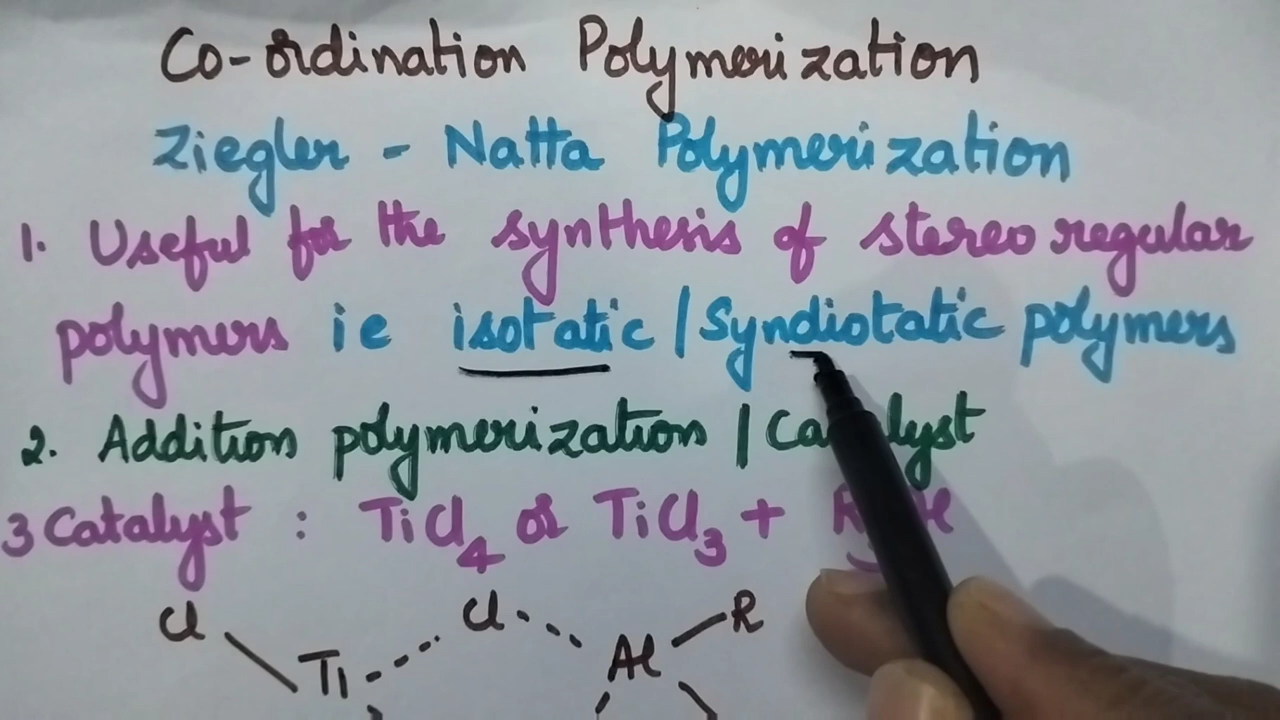 Co-ordination Polymerization
Ziegler - Natta Polymerization
1. Useful for the synthesis of stereo regular
polymers ie isotatic / Syndiotatic polymers
2. Addition polymerization / Catalyst
3 Catalyst : TiCl4 or TiCl3 +
Cl Cl R
Ti Al